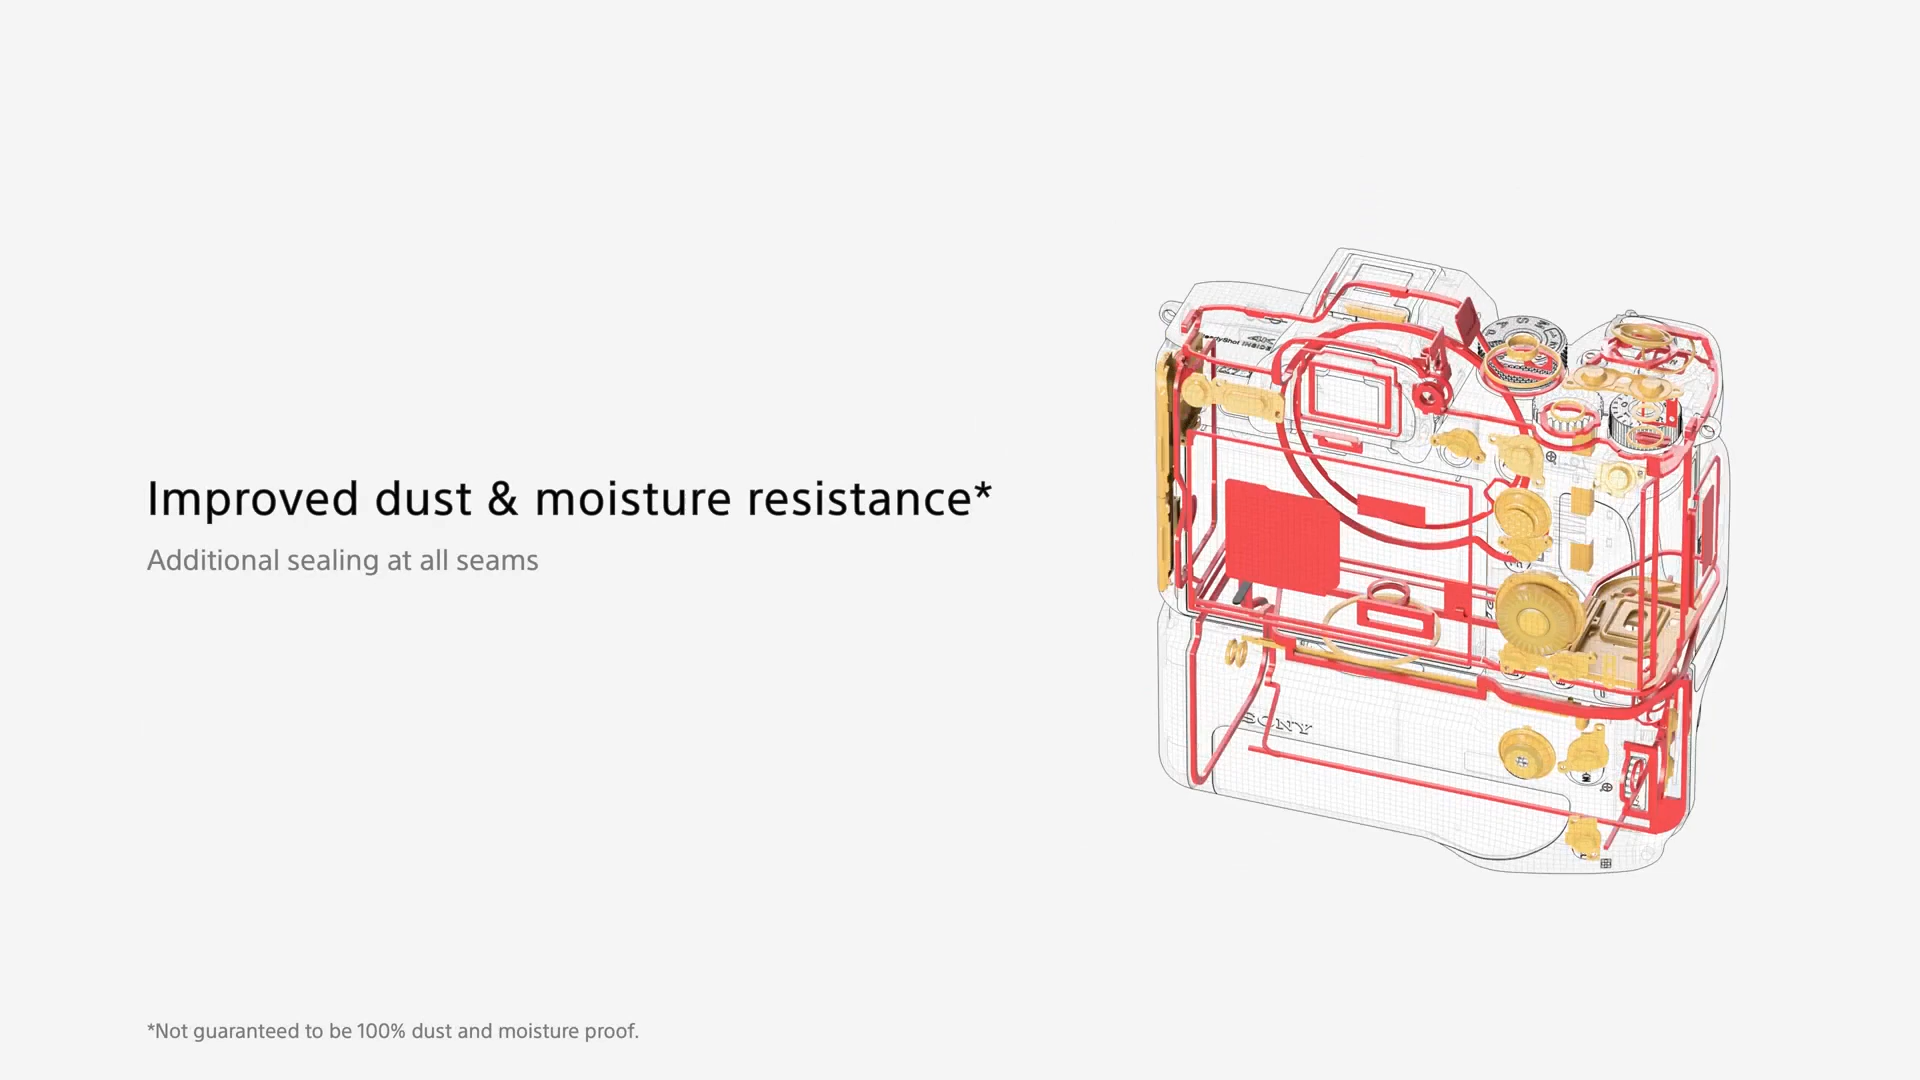 Improved dust & moisture resistance*
Additional sealing at all seams
INSIDE
SONY
*Not guaranteed to be 100% dust and moisture proof.